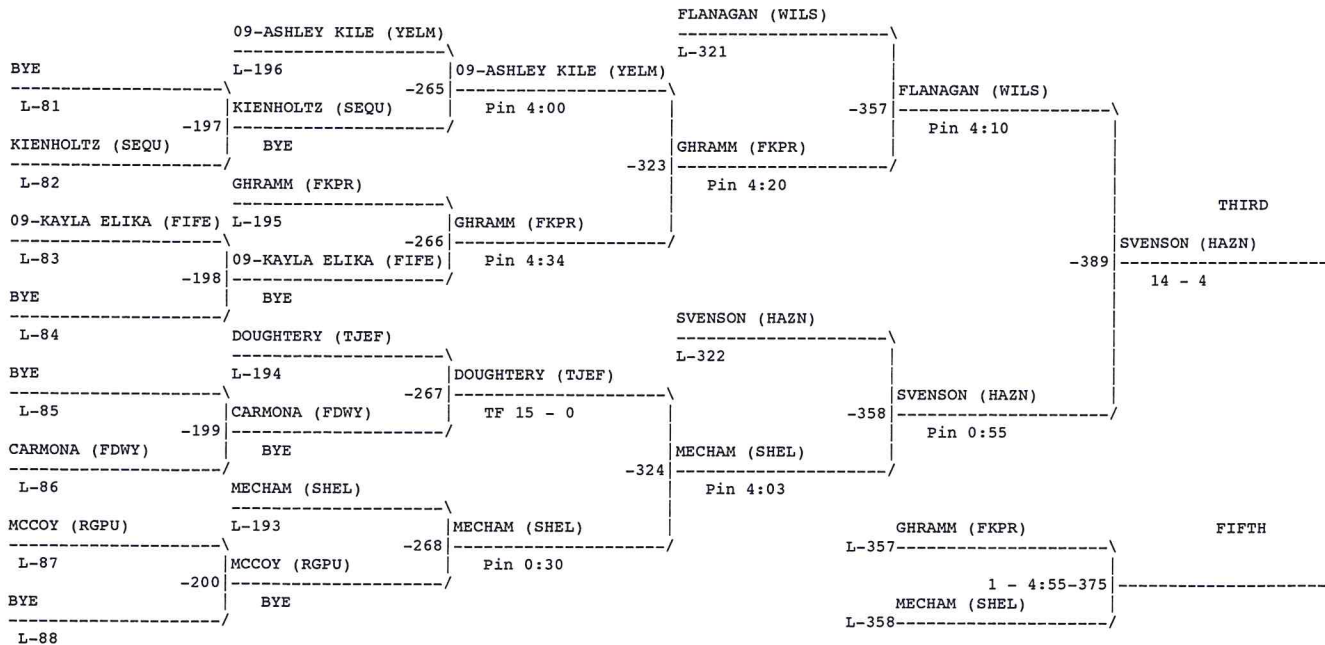 FLANAGAN (WILS)
09-ASHLEY KILE (YELM)
L-321
BYE L-196 09-ASHLEY KILE (YELM)
-265 FLANAGAN (WILS)
L-81 KIENHOLTZ (SEQU) Pin 4:00 -357
-197 Pin 4:10
KIENHOLTZ (SEQU) BYE GHRAMM (FKPR)
-323
L-82 GHRAMM (FKPR) Pin 4:20
THIRD
09-KAYLA ELIKA (FIFE) L-195 GHRAMM (FKPR)
-266 SVENSON (HAZN)
L-83 09-KAYLA ELIKA (FIFE) Pin 4:34 -389
-198 14 - 4
BYE BYE
SVENSON (HAZN)
L-84 DOUGHTERY (TJEF)
L-322
BYE L-194 DOUGHTERY (TJEF)
-267 SVENSON (HAZN)
L-85 CARMONA (FDWY) TF 15 - 0 -358
-199 Pin 0:55
CARMONA (FDWY) BYE MECHAM (SHEL)
-324
L-86 MECHAM (SHEL) Pin 4:03
MCCOY (RGPU) L-193 MECHAM (SHEL) GHRAMM (FKPR) FIFTH
-268 L-357
L-87 MCCOY (RGPU) Pin 0:30
-200 1 - 4:55-375
BYE BYE MECHAM (SHEL)
L-358
L-88